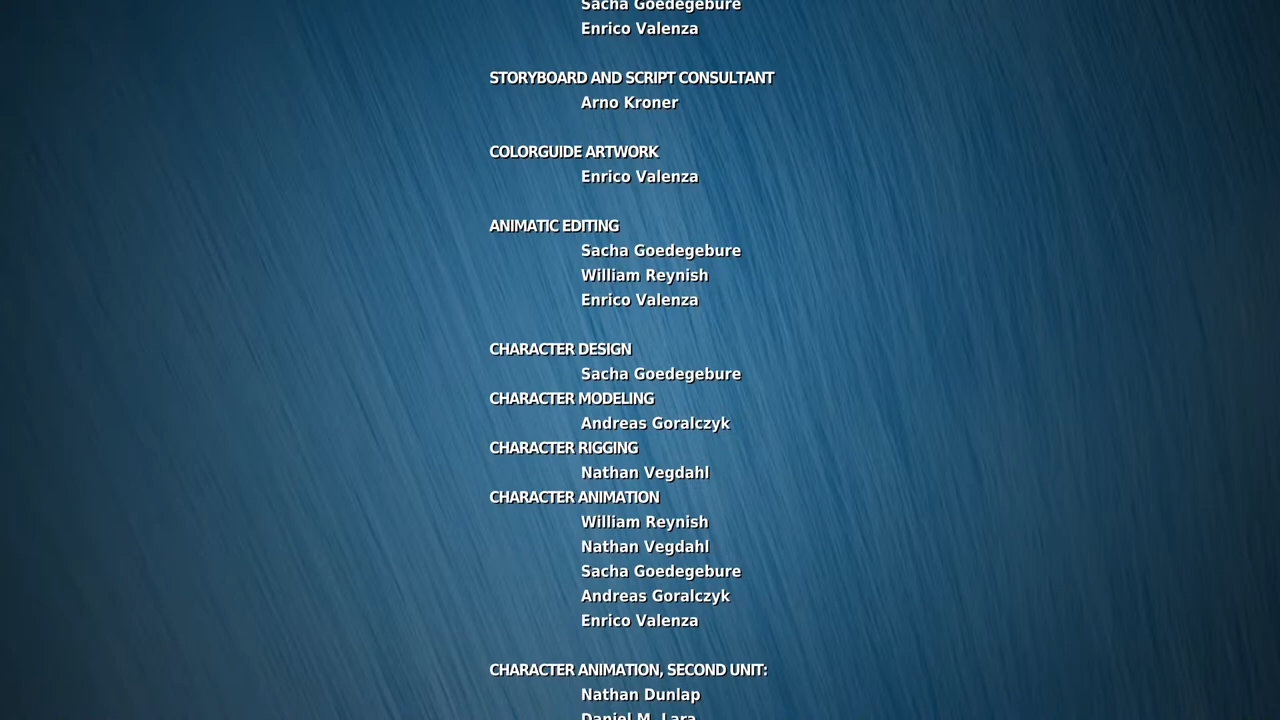 Sacha Goedegebure
Enrico Valenza
STORYBOARD AND SCRIPT CONSULTANT
Arno Kroner
COLORGUIDE ARTWORK
Enrico Valenza
ANIMATIC EDITING
Sacha Goedegebure
William Reynish
Enrico Valenza
CHARACTER DESIGN
Sacha Goedegebure
CHARACTER MODELING
Andreas Goralczyk
CHARACTER RIGGING
Nathan Vegdahl
CHARACTER ANIMATION
William Reynish
Nathan Vegdahl
Sacha Goedegebure
Andreas Goralczyk
Enrico Valenza
CHARACTER ANIMATION, SECOND UNIT:
Nathan Dunlap
Daniel M. Lara